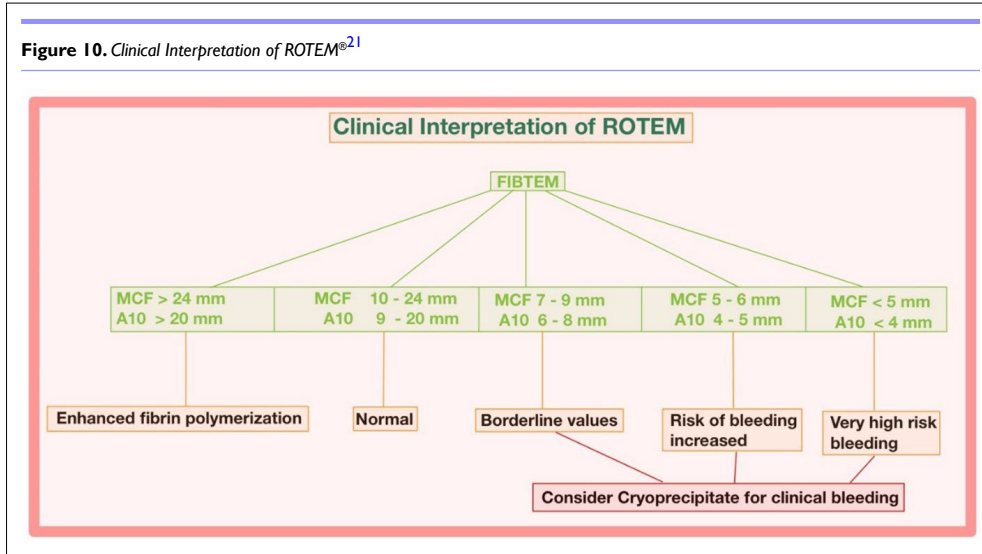 Figure 10. Clinical Interpretation of ROTEM®21
Clinical Interpretation of ROTEM
FIBTEM
MCF > 24 mm
A10 > 20 mm
MCF 10 - 24 mm
A10 9 - 20 mm
MCF 7 - 9 mm
A10 6 - 8 mm
MCF 5 - 6 mm
A10 4 - 5 mm
MCF < 5 mm
A10 < 4 mm
Enhanced fibrin polymerization
Normal
Borderline values
Risk of bleeding
increased
Very high risk
bleeding
Consider Cryoprecipitate for clinical bleeding